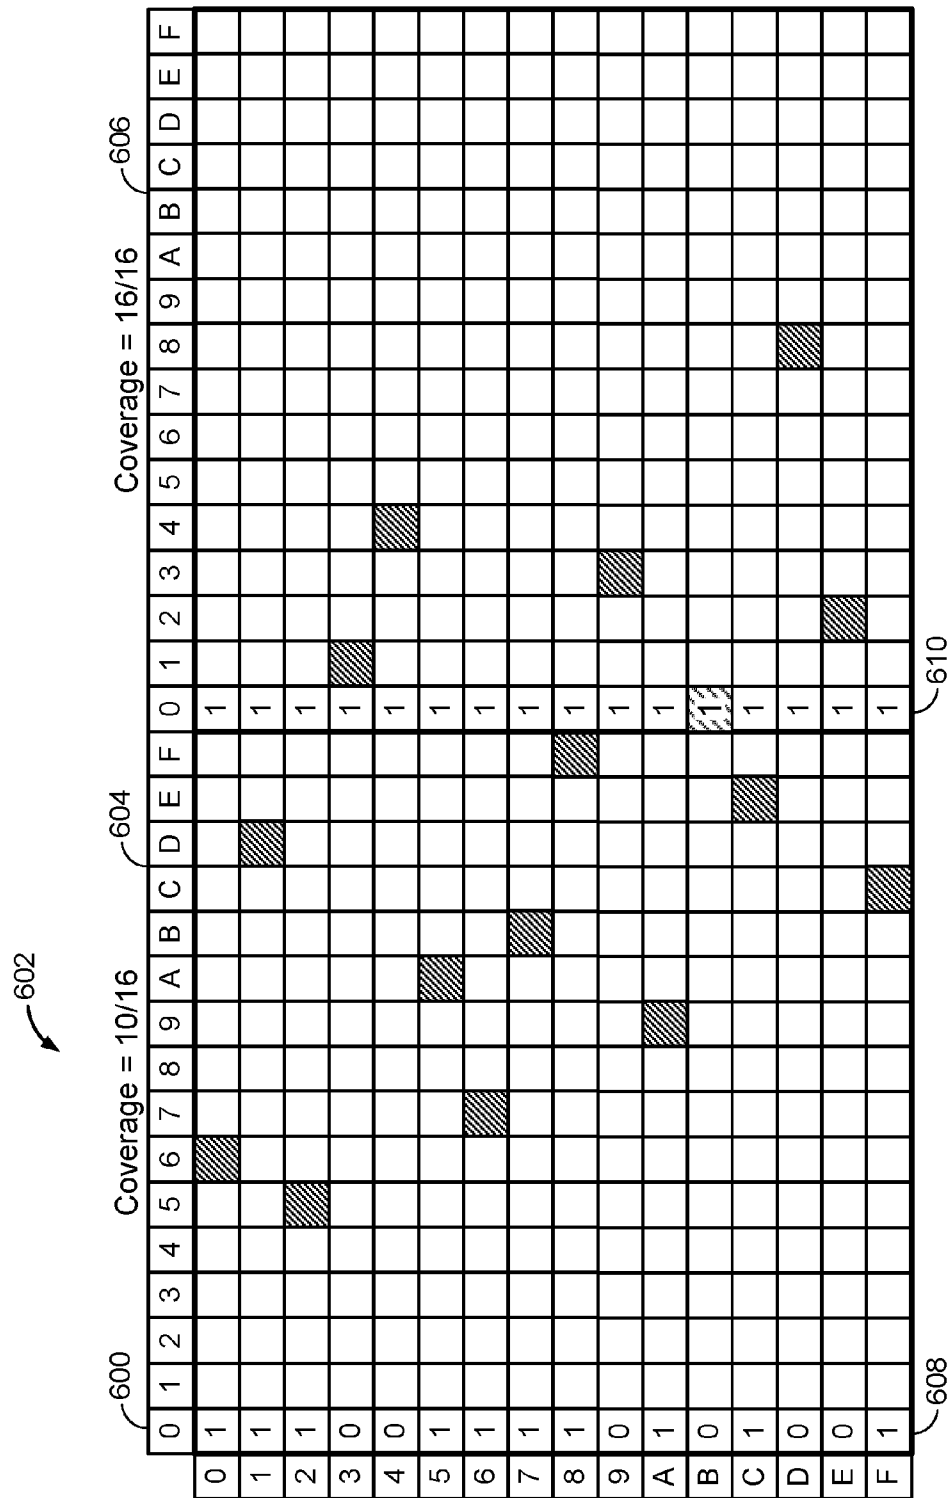 602
600 604 606
Coverage = 10/16 Coverage = 16/16
0 1 2 3 4 5 6 7 8 9 A B C D E F 0 1 2 3 4 5 6 7 8 9 A B C D E F
0 1 1
1 1 1
2 1 1
3 0 1
4 0 1
5 1 1
6 1 1
7 1 1
8 1 1
9 0 1
A 1 1
B 0 1
C 1 1
D 0 1
E 0 1
F 1 1
608 610